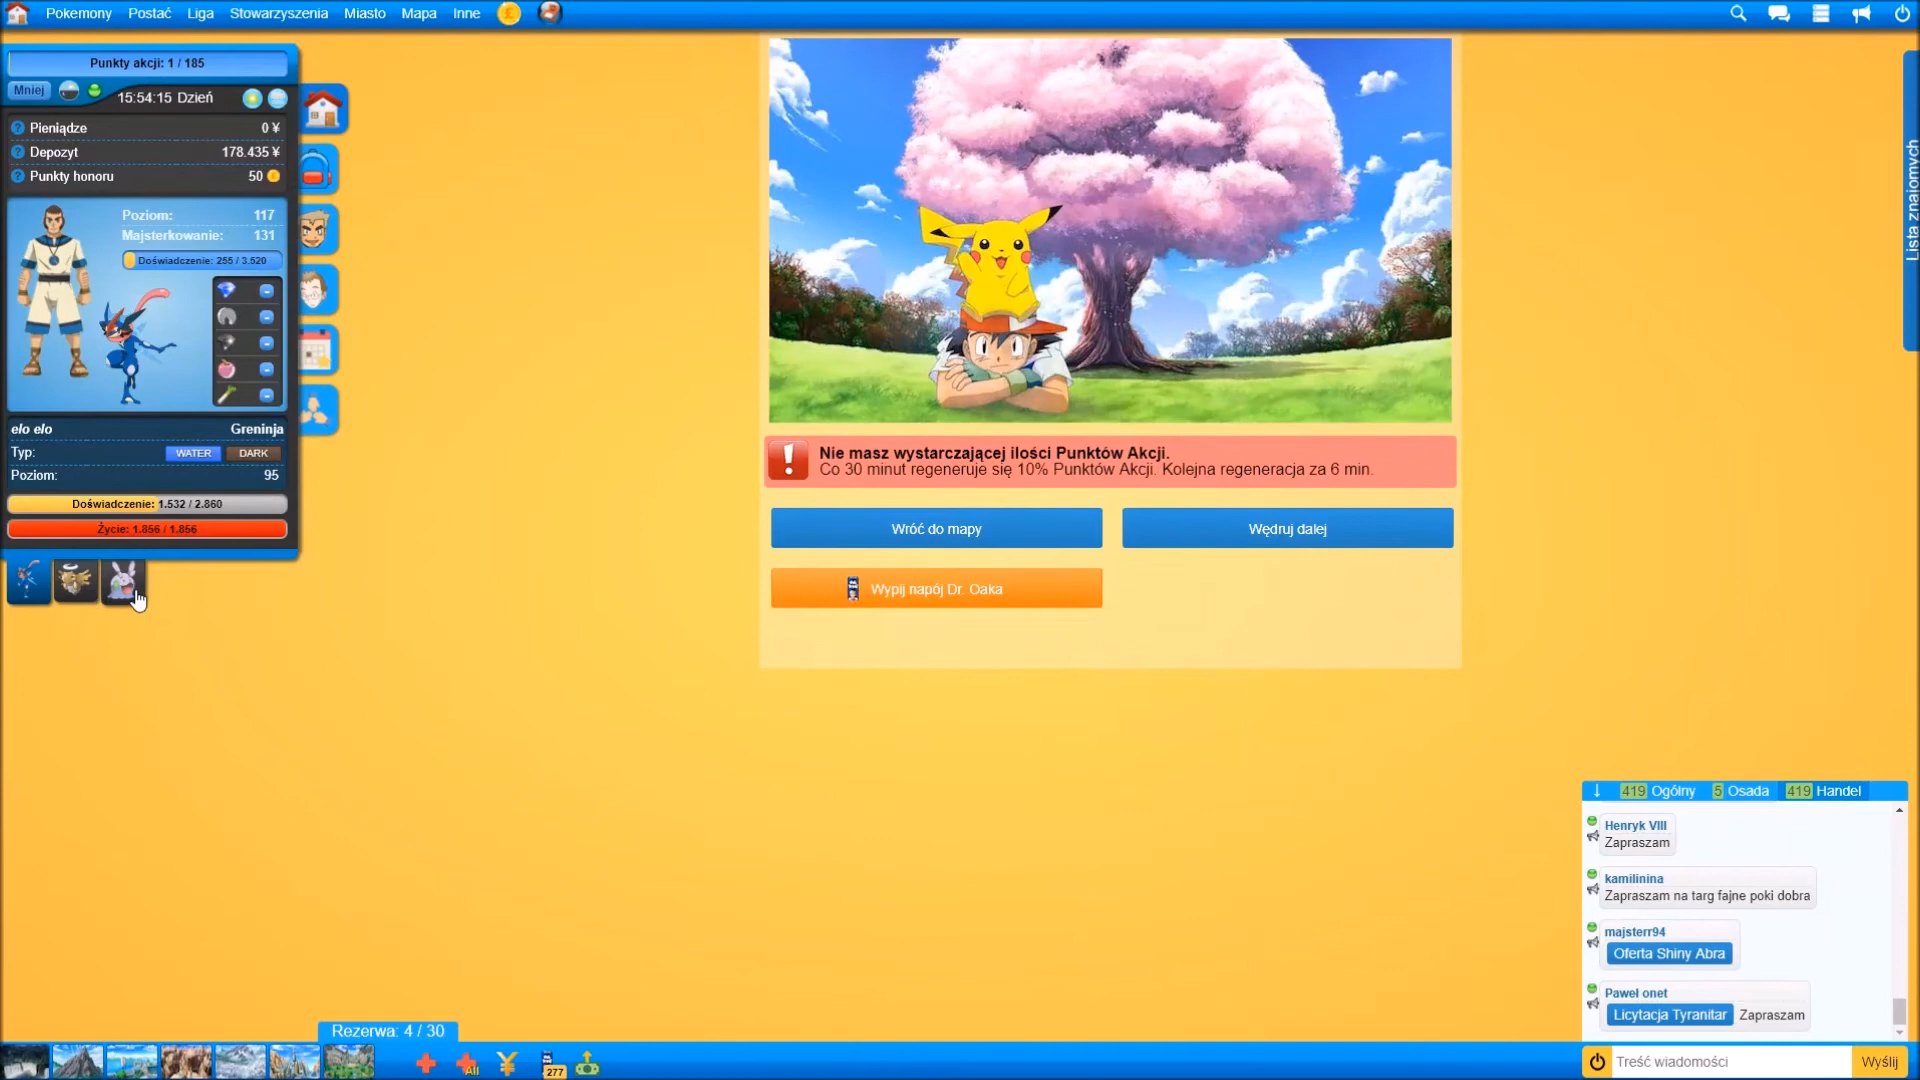 Pokemony Postać Liga Stowarzyszenia Miasto Mapa Inne
Punkty akcji: 1 / 185
Mniej 15:54:15 Dzień
Pieniądze 0 ¥
Depozyt 178.435 ¥
Punkty honoru 50
Poziom: 117
Majsterkowanie: 131
Doświadczenie: 255 / 3.520
elo elo Greninja
Typ: WATER DARK
Poziom: 95
Doświadczenie: 1.532 / 2.860
Życie: 1.856 / 1.856
Nie masz wystarczającej ilości Punktów Akcji.
Co 30 minut regeneruje się 10% Punktów Akcji. Kolejna regeneracja za 6 min.
Wróć do mapy Wędruj dalej
Wypij napój Dr. Oaka
Lista znajomych
↓ 419 Ogólny 5 Osada 419 Handel
Henryk VIII
Zapraszam
kamilinina
Zapraszam na targ fajne poki dobra
majsterr94
Oferta Shiny Abra
Paweł onet
Licytacja Tyranitar Zapraszam
Rezerwa: 4 / 30
All
277
Treść wiadomości Wyślij